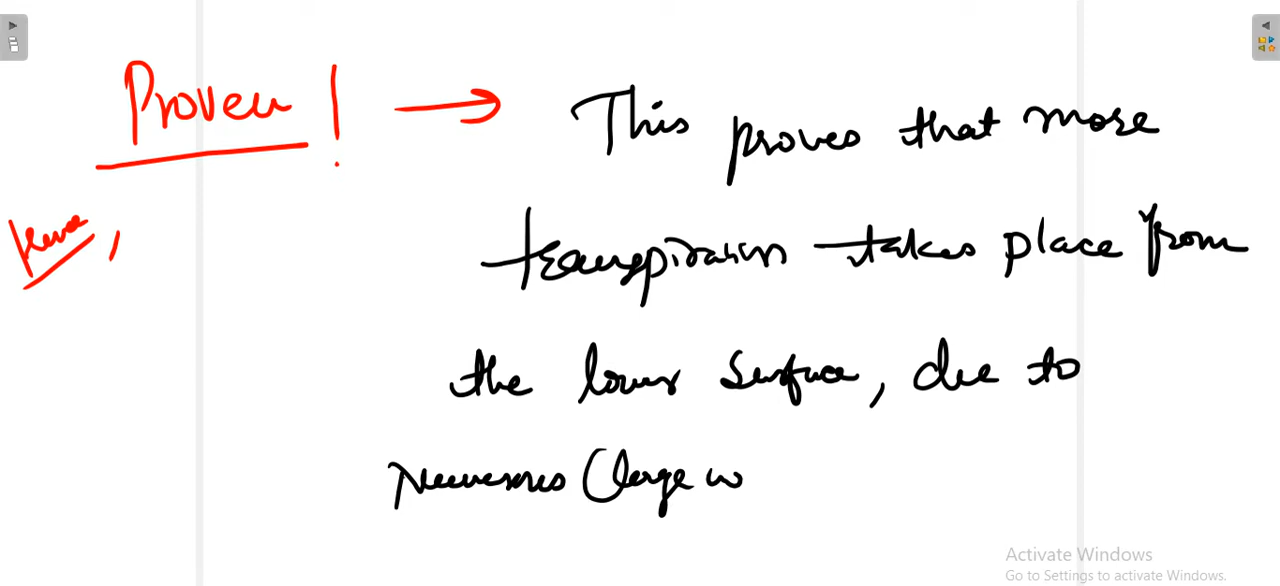 Proven! → This proves that more
Hence,
transpiration takes place from
the lower surface, due to
Numerous (large
Activate Windows
Go to Settings to activate Windows.